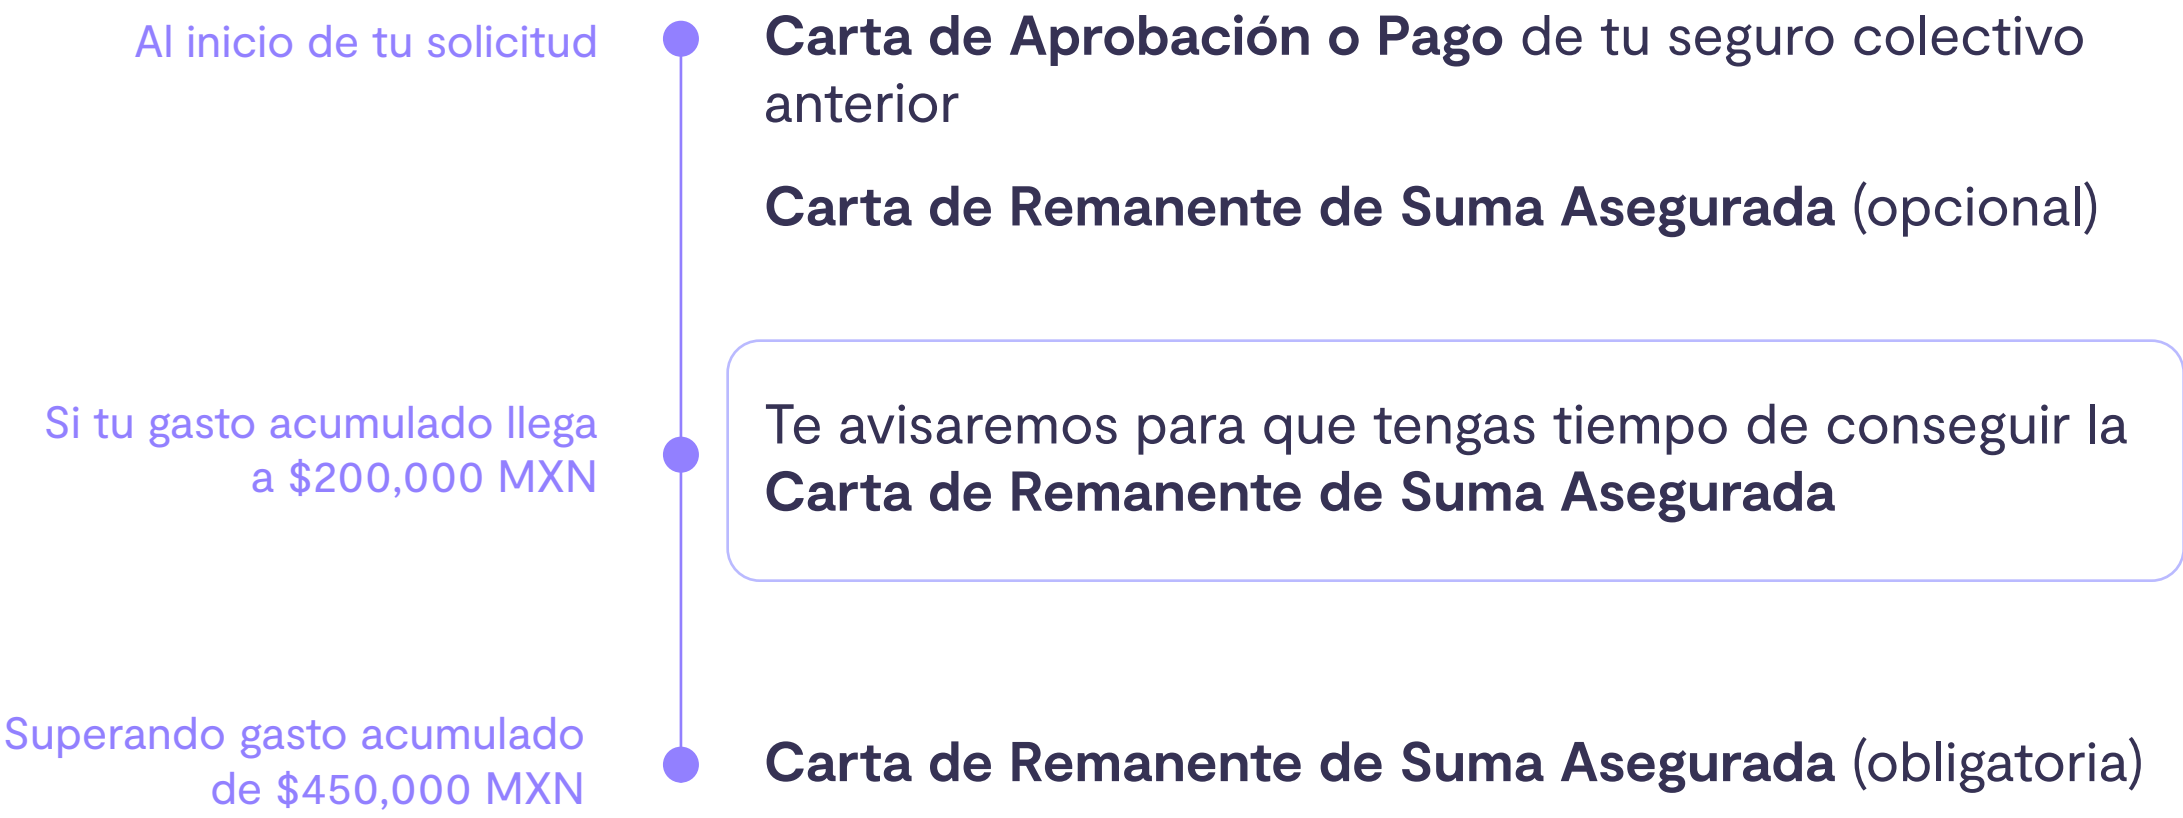 Al inicio de tu solicitud
Carta de Aprobación o Pago de tu seguro colectivo
anterior
Carta de Remanente de Suma Asegurada (opcional)
Si tu gasto acumulado llega
a $200,000 MXN
Te avisaremos para que tengas tiempo de conseguir la
Carta de Remanente de Suma Asegurada
Superando gasto acumulado
de $450,000 MXN
Carta de Remanente de Suma Asegurada (obligatoria)